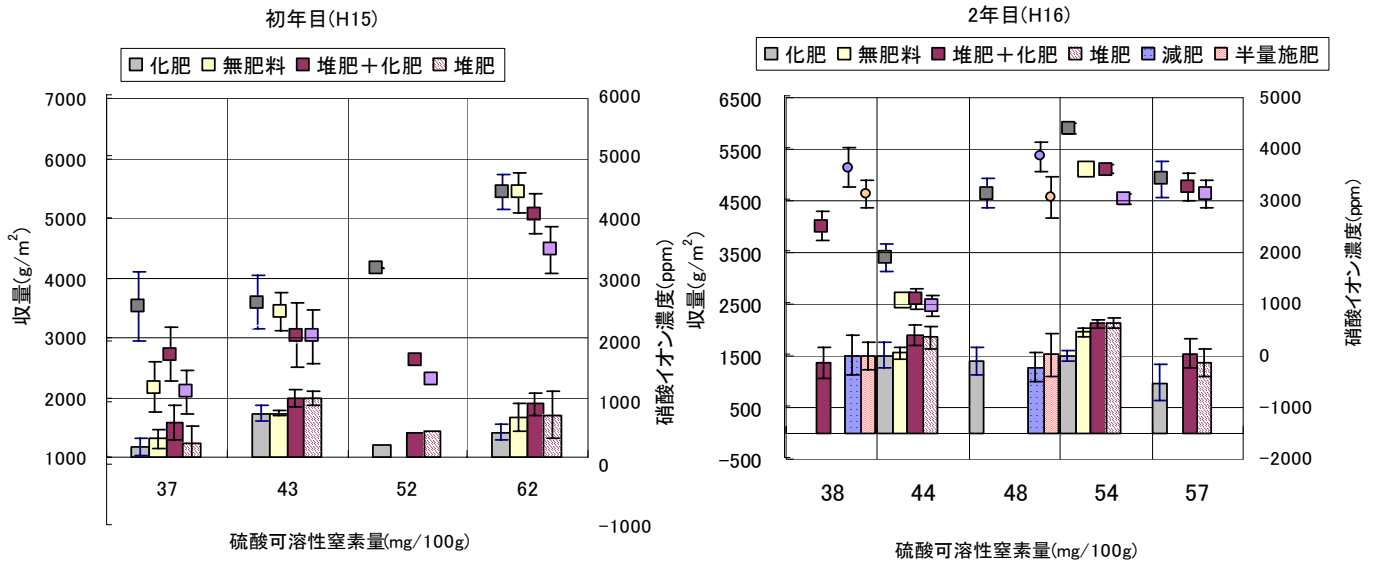 初年目(H15)
化肥 無肥料 堆肥＋化肥 堆肥
収量(g/m²)
7000
6000
5000
4000
3000
2000
1000
6000
5000
4000
3000
2000
1000
0
-1000
硝酸イオン濃度(ppm)
37 43 52 62
硫酸可溶性窒素量(mg/100g)
2年目(H16)
化肥 無肥料 堆肥＋化肥 堆肥 減肥 半量施肥
収量(g/m²)
6500
5500
4500
3500
2500
1500
500
-500
5000
4000
3000
2000
1000
0
-1000
-2000
硝酸イオン濃度(ppm)
38 44 48 54 57
硫酸可溶性窒素量(mg/100g)